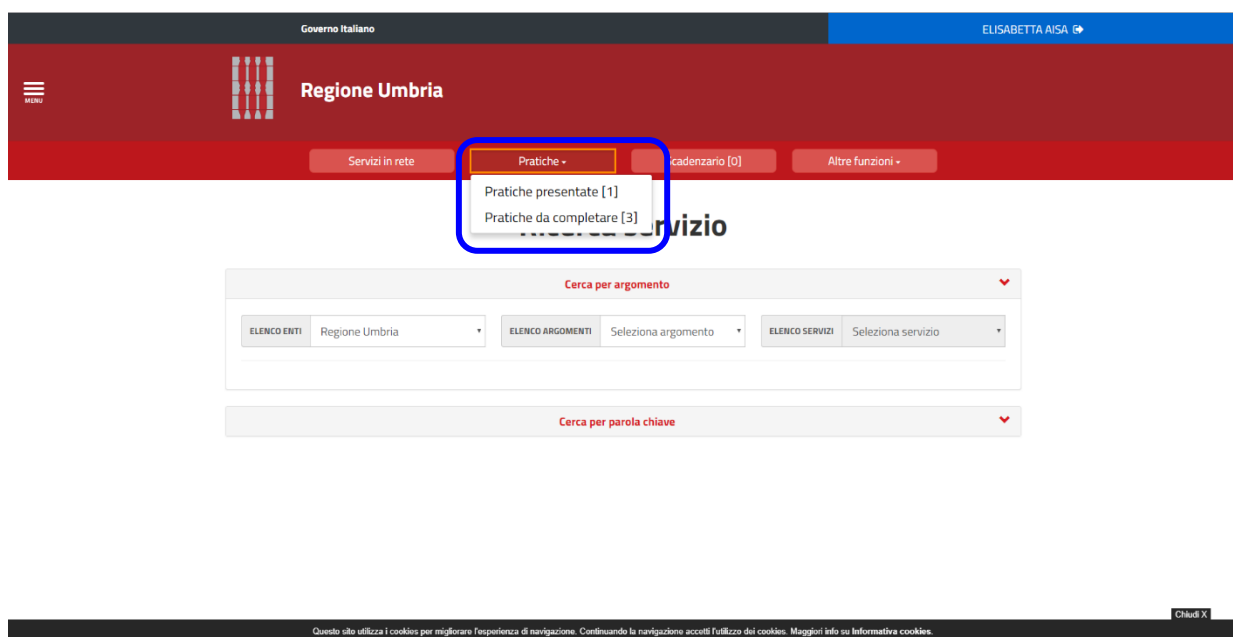 Governo Italiano
ELISABETTA AISA
MENU
Regione Umbria
Servizi in rete
Pratiche
cadenzario [0]
Altre funzioni
Pratiche presentate [1]
Pratiche da completare [3]
Ricerca servizio
Cerca per argomento
ELENCO ENTI Regione Umbria ELENCO ARGOMENTI Seleziona argomento ELENCO SERVIZI Seleziona servizio
Cerca per parola chiave
Chiudi X
Questo sito utilizza i cookies per migliorare l'esperienza di navigazione. Continuando la navigazione accetti l'utilizzo dei cookies. Maggiori info su Informativa cookies.